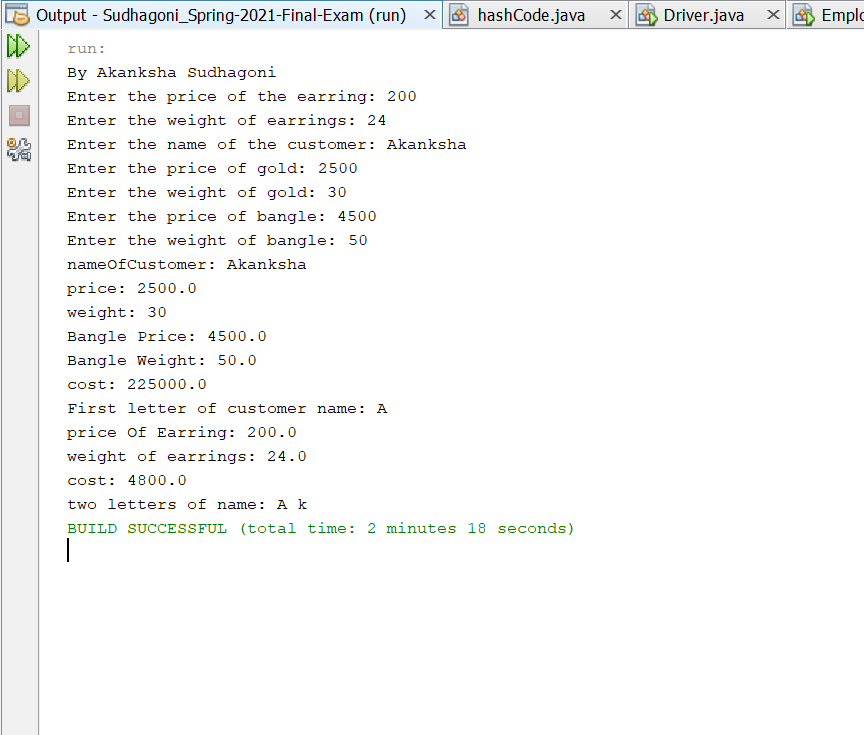 Output - Sudhagoni_Spring-2021-Final-Exam (run) × hashCode.java × Driver.java × Emplo
run:
By Akanksha Sudhagoni
Enter the price of the earring: 200
Enter the weight of earrings: 24
Enter the name of the customer: Akanksha
Enter the price of gold: 2500
Enter the weight of gold: 30
Enter the price of bangle: 4500
Enter the weight of bangle: 50
nameOfCustomer: Akanksha
price: 2500.0
weight: 30
Bangle Price: 4500.0
Bangle Weight: 50.0
cost: 225000.0
First letter of customer name: A
price Of Earring: 200.0
weight of earrings: 24.0
cost: 4800.0
two letters of name: A k
BUILD SUCCESSFUL (total time: 2 minutes 18 seconds)